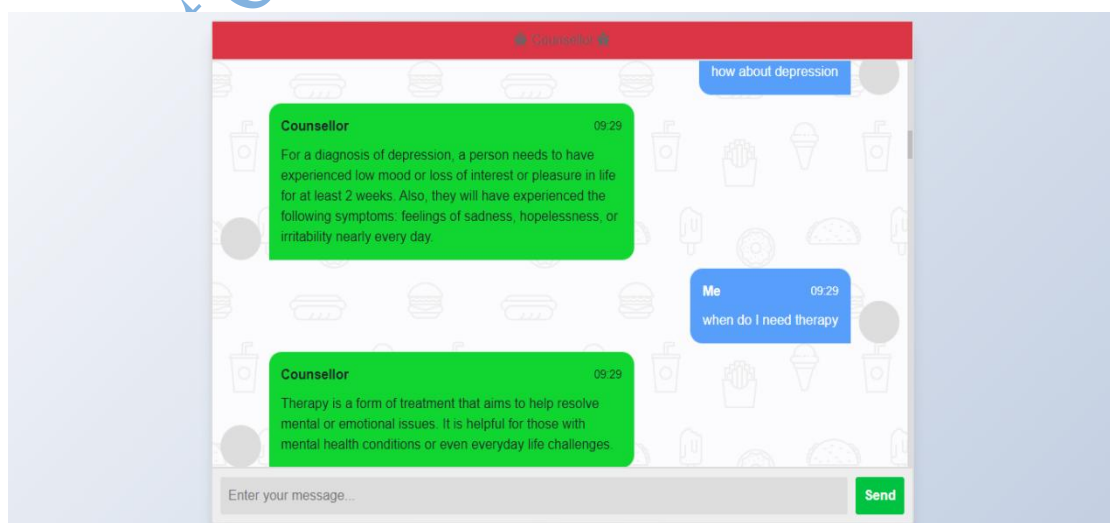 Counsellor
how about depression
Counsellor 09:29
For a diagnosis of depression, a person needs to have
experienced low mood or loss of interest or pleasure in life
for at least 2 weeks. Also, they will have experienced the
following symptoms: feelings of sadness, hopelessness, or
irritability nearly every day.
Me 09:29
when do I need therapy
Counsellor 09:29
Therapy is a form of treatment that aims to help resolve
mental or emotional issues. It is helpful for those with
mental health conditions or even everyday life challenges.
Enter your message...
Send